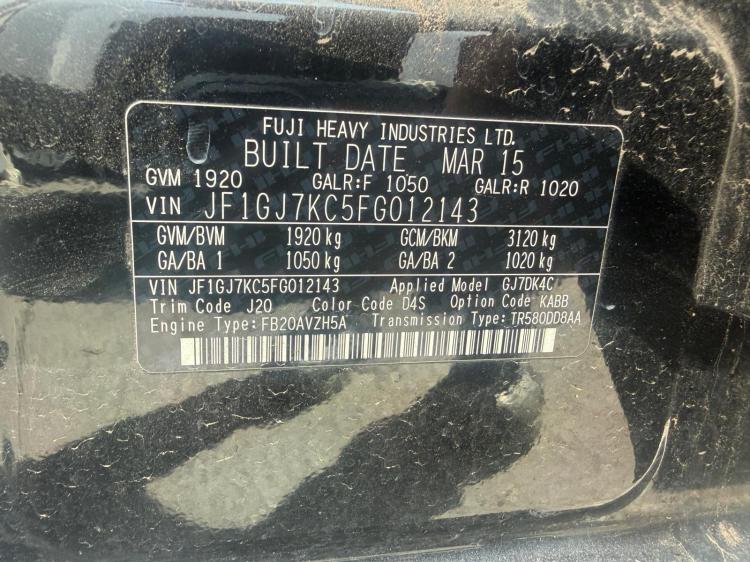 FUJI HEAVY INDUSTRIES LTD.
BUILT DATE MAR 15
GVM 1920 GALR:F 1050 GALR:R 1020
VIN JF1GJ7KC5FG012143
GVM/BVM 1920 kg GCM/BKM 3120 kg
GA/BA 1 1050 kg GA/BA 2 1020 kg
VIN JF1GJ7KC5FG012143 Applied Model GJ7DK4C
Trim Code J20 Color Code D4S Option Code KABB
Engine Type:FB20AVZH5A Transmission Type:TR580DD8AA